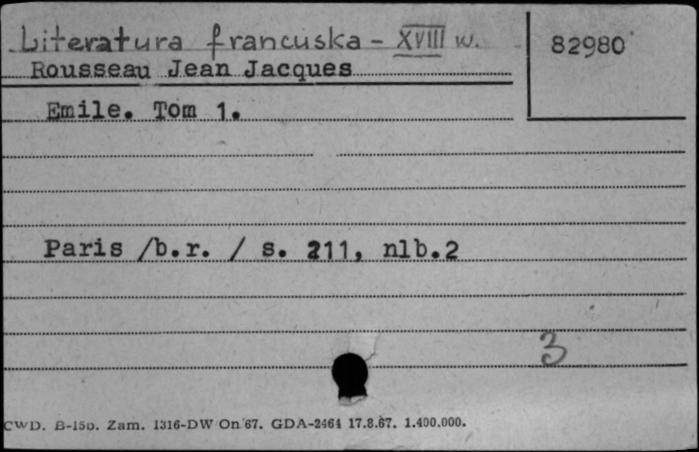 Literatura francuska - XVIII w.
82980
Rousseau Jean Jacques
Emile. Tom 1.
Paris /b.r. / s. 211, nlb.2
3
CWD. B-15b. Zam. 1316-DW On 67. GDA-2464 17.8.67. 1.400.000.